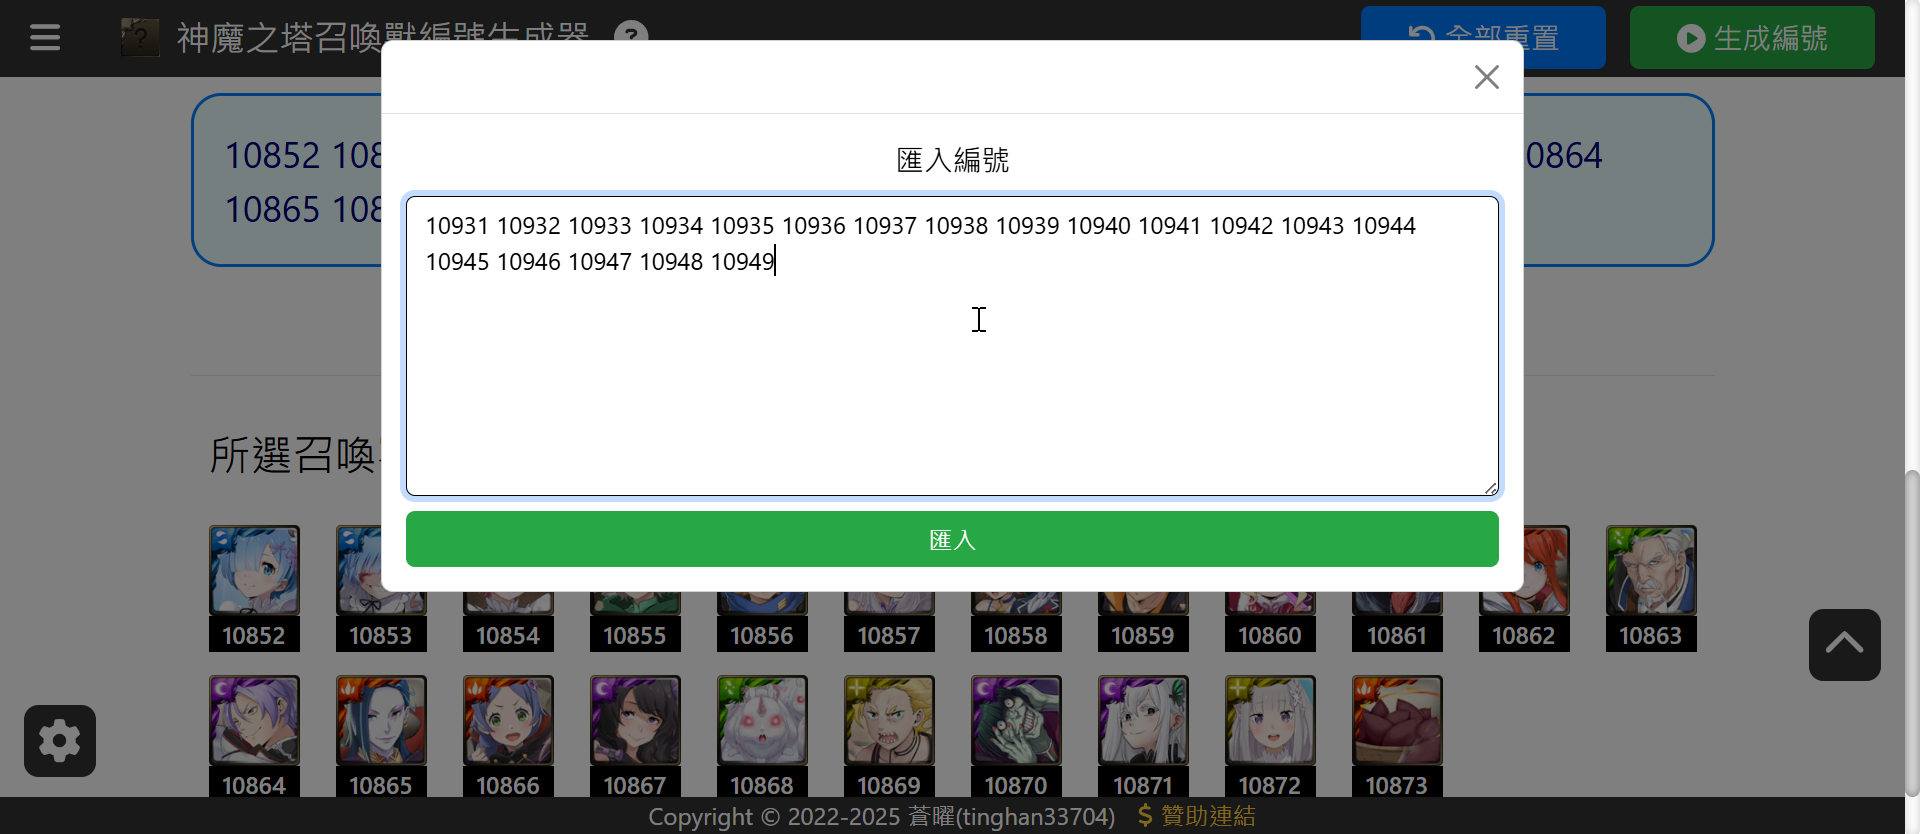 神魔之塔召喚獸編號生成器
全部重置
生成編號
匯入編號
10852 10 0864
10865 10
10931 10932 10933 10934 10935 10936 10937 10938 10939 10940 10941 10942 10943 10944
10945 10946 10947 10948 10949
匯入
所選召喚
10852 10853 10854 10855 10856 10857 10858 10859 10860 10861 10862 10863
10864 10865 10866 10867 10868 10869 10870 10871 10872 10873
Copyright © 2022-2025 蒼曜(tinghan33704) $ 贊助連結